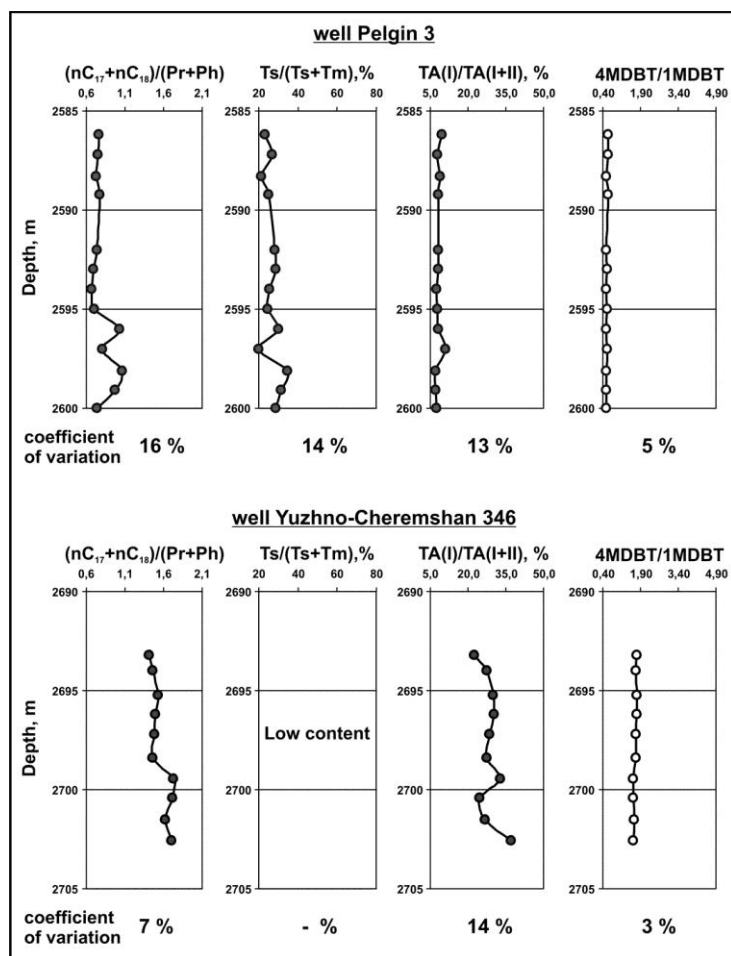 well Pelgin 3
(nC₁₇+nC₁₈)/(Pr+Ph) Ts/(Ts+Tm),% TA(I)/TA(I+II), % 4MDBT/1MDBT
0,6 1,1 1,6 2,1 20 40 60 80 5,0 20,0 35,0 50,0 0,40 1,90 3,40 4,90
2585
2590
Depth, m
2595
2600
coefficient
of variation 16 % 14 % 13 % 5 %
well Yuzhno-Cheremshan 346
(nC₁₇+nC₁₈)/(Pr+Ph) Ts/(Ts+Tm),% TA(I)/TA(I+II), % 4MDBT/1MDBT
0,6 1,1 1,6 2,1 20 40 60 80 5,0 20,0 35,0 50,0 0,40 1,90 3,40 4,90
2690
2695
Depth, m
Low content
2700
2705
coefficient
of variation 7 % - % 14 % 3 %